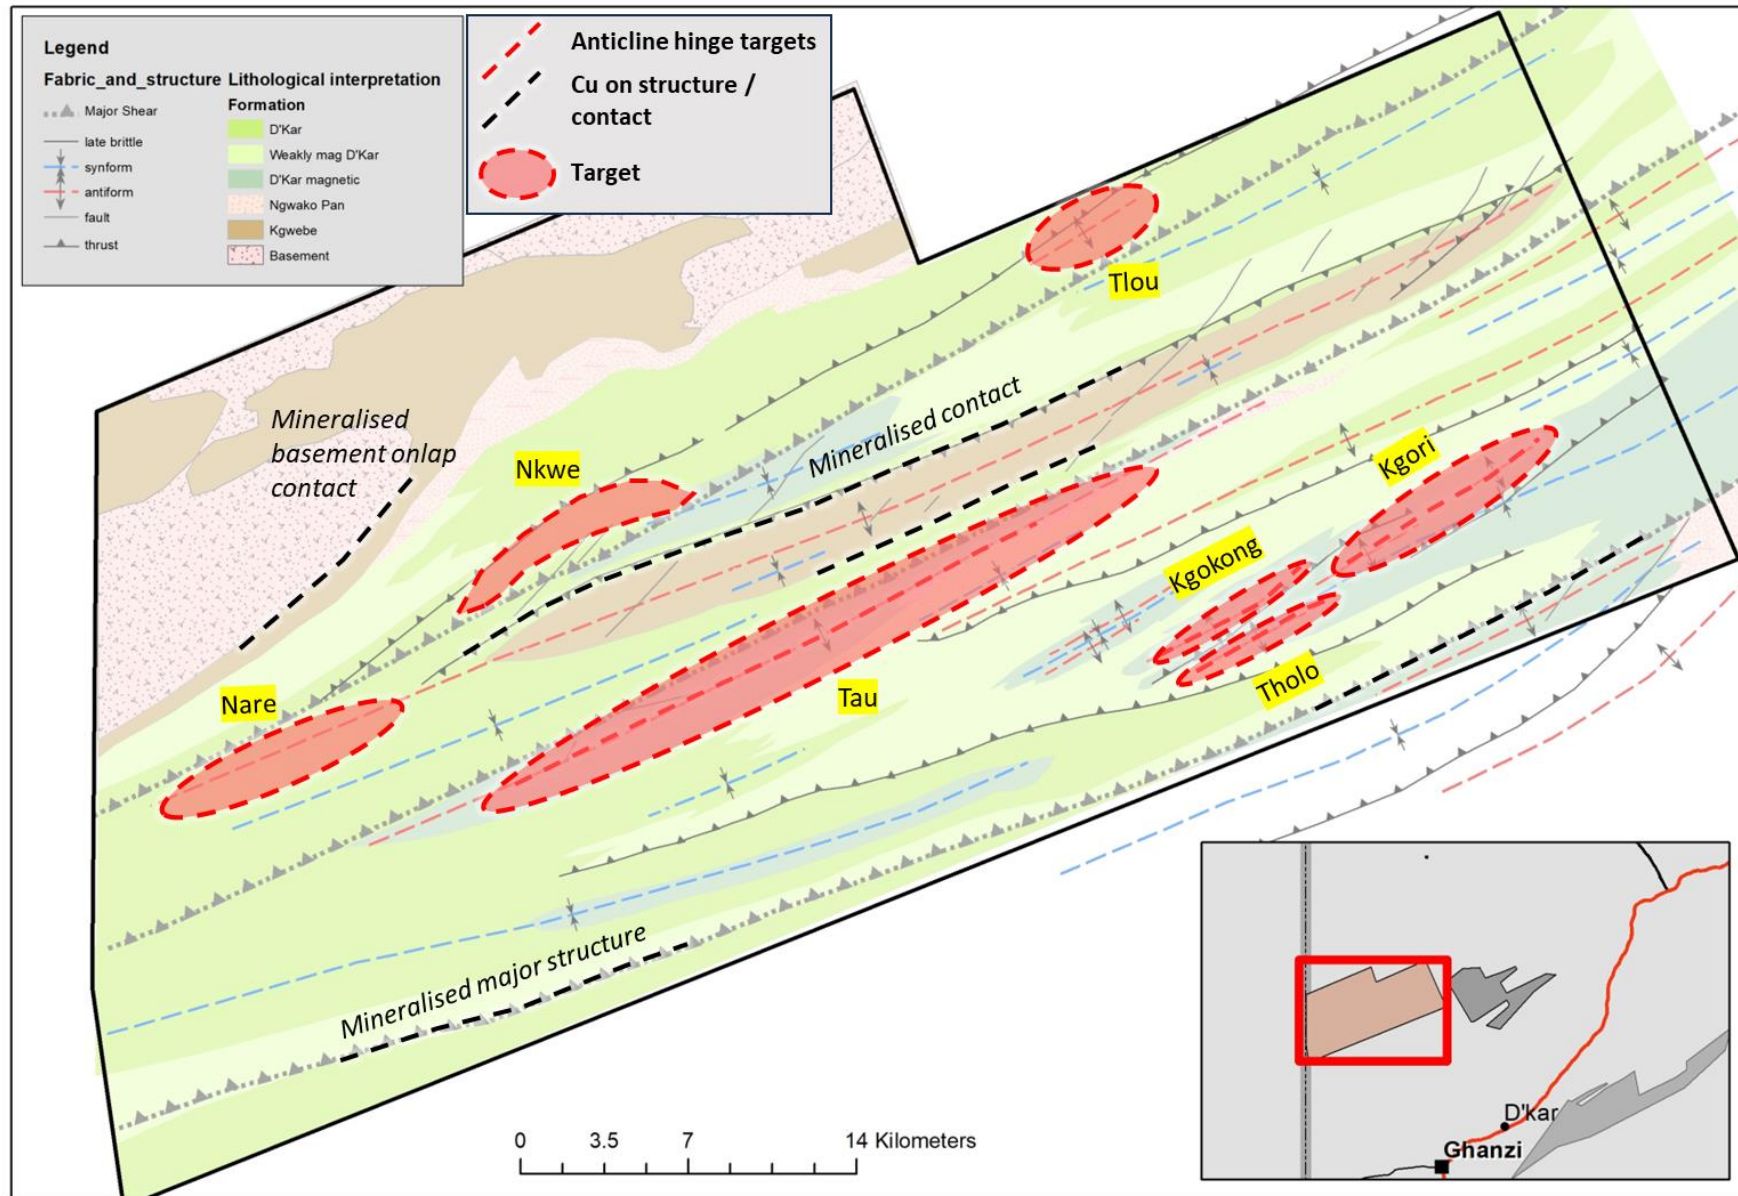 Legend
Fabric_and_structure
Major Shear
late brittle
synform
antiform
fault
thrust
Lithological interpretation
Formation
D'Kar
Weakly mag D'Kar
D'Kar magnetic
Ngwako Pan
Kgwebe
Basement
Anticline hinge targets
Cu on structure /
contact
Target
Tlou
Mineralised
basement onlap
contact
Nkwe
Mineralised contact
Kgori
Kgokong
Tholo
Nare
Tau
Mineralised major structure
0 3.5 7 14 Kilometers
D'kar
Ghanzi